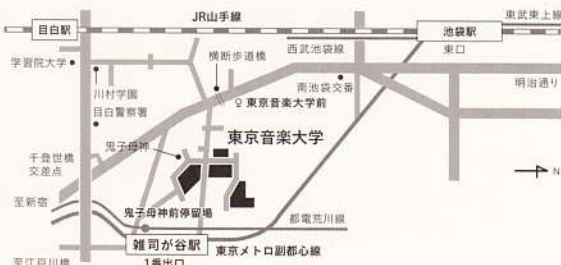 JR山手線
東武東上線
目白駅
池袋駅
西武池袋線
東口
学習院大学
横断歩道橋
明治通り
南池袋交番
川村学園
♀東京音楽大学前
目白警察署
東京音楽大学
鬼子母神
千登世橋
交差点
N
至新宿
鬼子母神前停留場
都電荒川線
雑司が谷駅
東京メトロ副都心線
至江戸川橋
1番出口